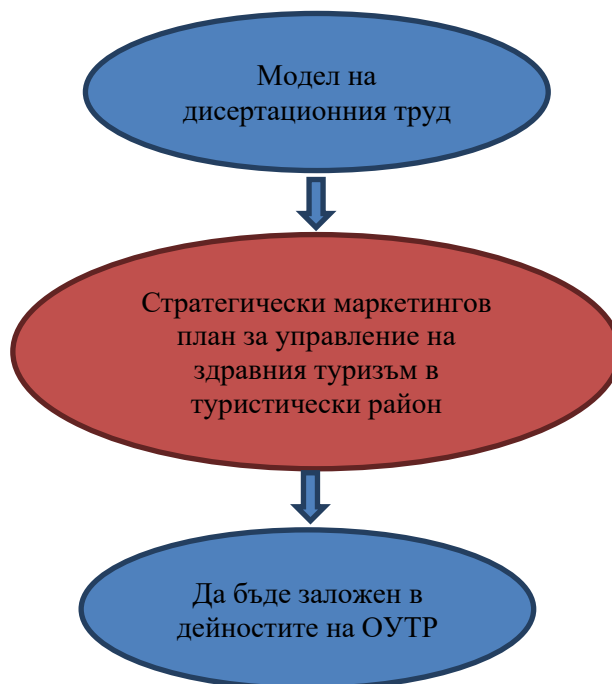 Модел на
дисертационния труд
Стратегически маркетингов
план за управление на
здравния туризъм в
туристически район
Да бъде заложен в
дейностите на ОУТР